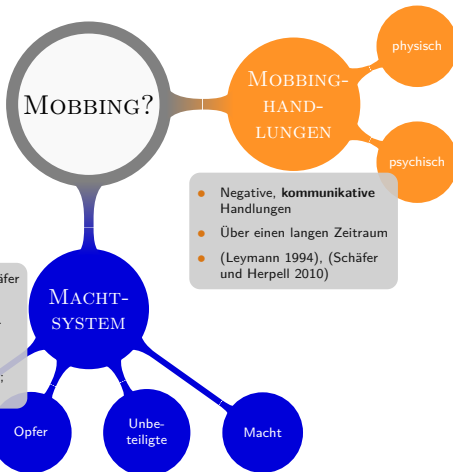 physisch
MOBBING-
HAND-
LUNGEN
MOBBING?
psychisch
• Negative, kommunikative
Handlungen
• Über einen langen Zeitraum
• (Leymann 1994), (Schäfer
und Herpell 2010)
MACHT-
SYSTEM
Opfer
Unbe-
teiligte
Macht